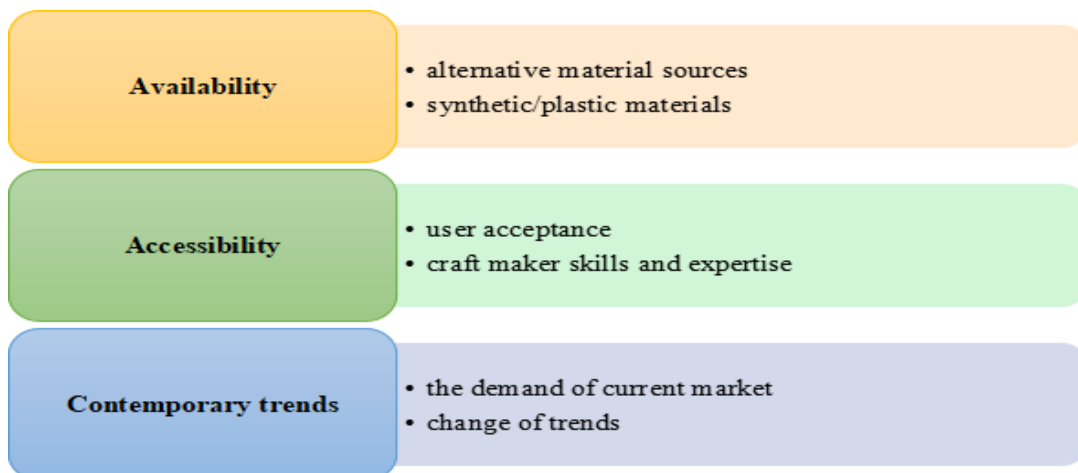 Availability
• alternative material sources
• synthetic/plastic materials
Accessibility
• user acceptance
• craft maker skills and expertise
Contemporary trends
• the demand of current market
• change of trends